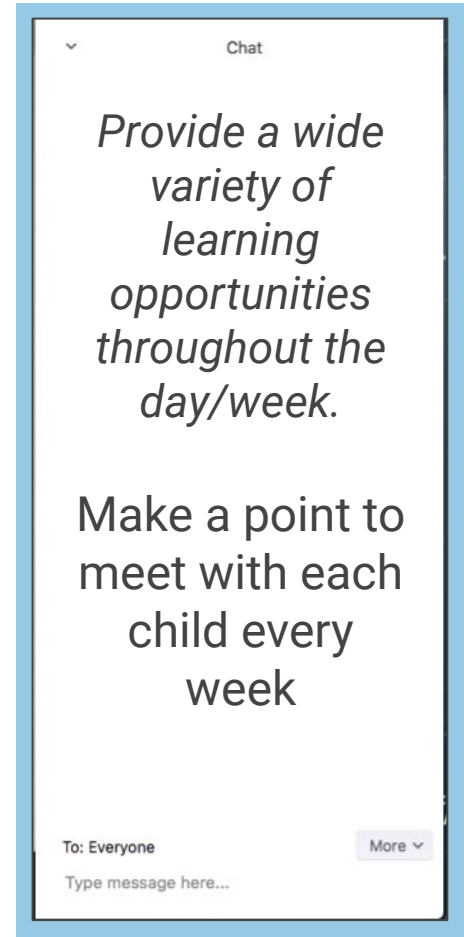 Chat
Provide a wide
variety of
learning
opportunities
throughout the
day/week.
Make a point to
meet with each
child every
week
To: Everyone
More
Type message here...